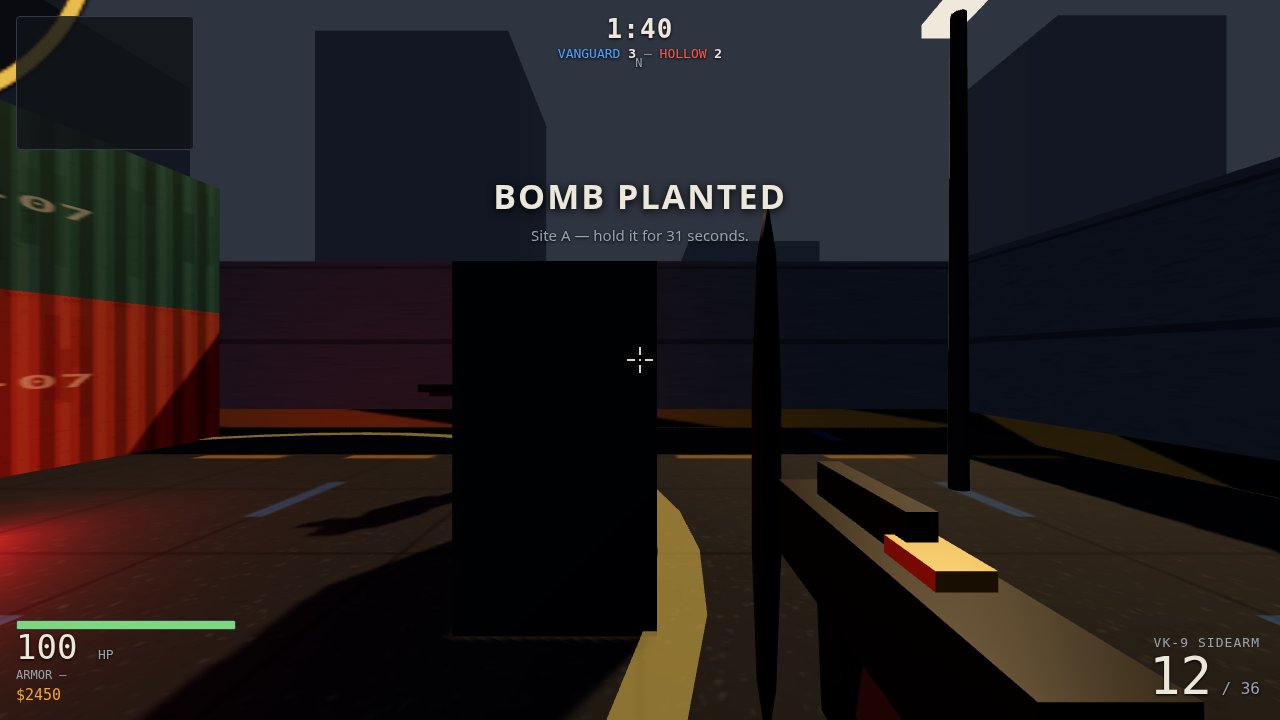 1:40
VANGUARD 3 — HOLLOW 2
N
BOMB PLANTED
Site A — hold it for 31 seconds.
-07
-07
100 HP
ARMOR —
$2450
VK-9 SIDEARM
12 / 36